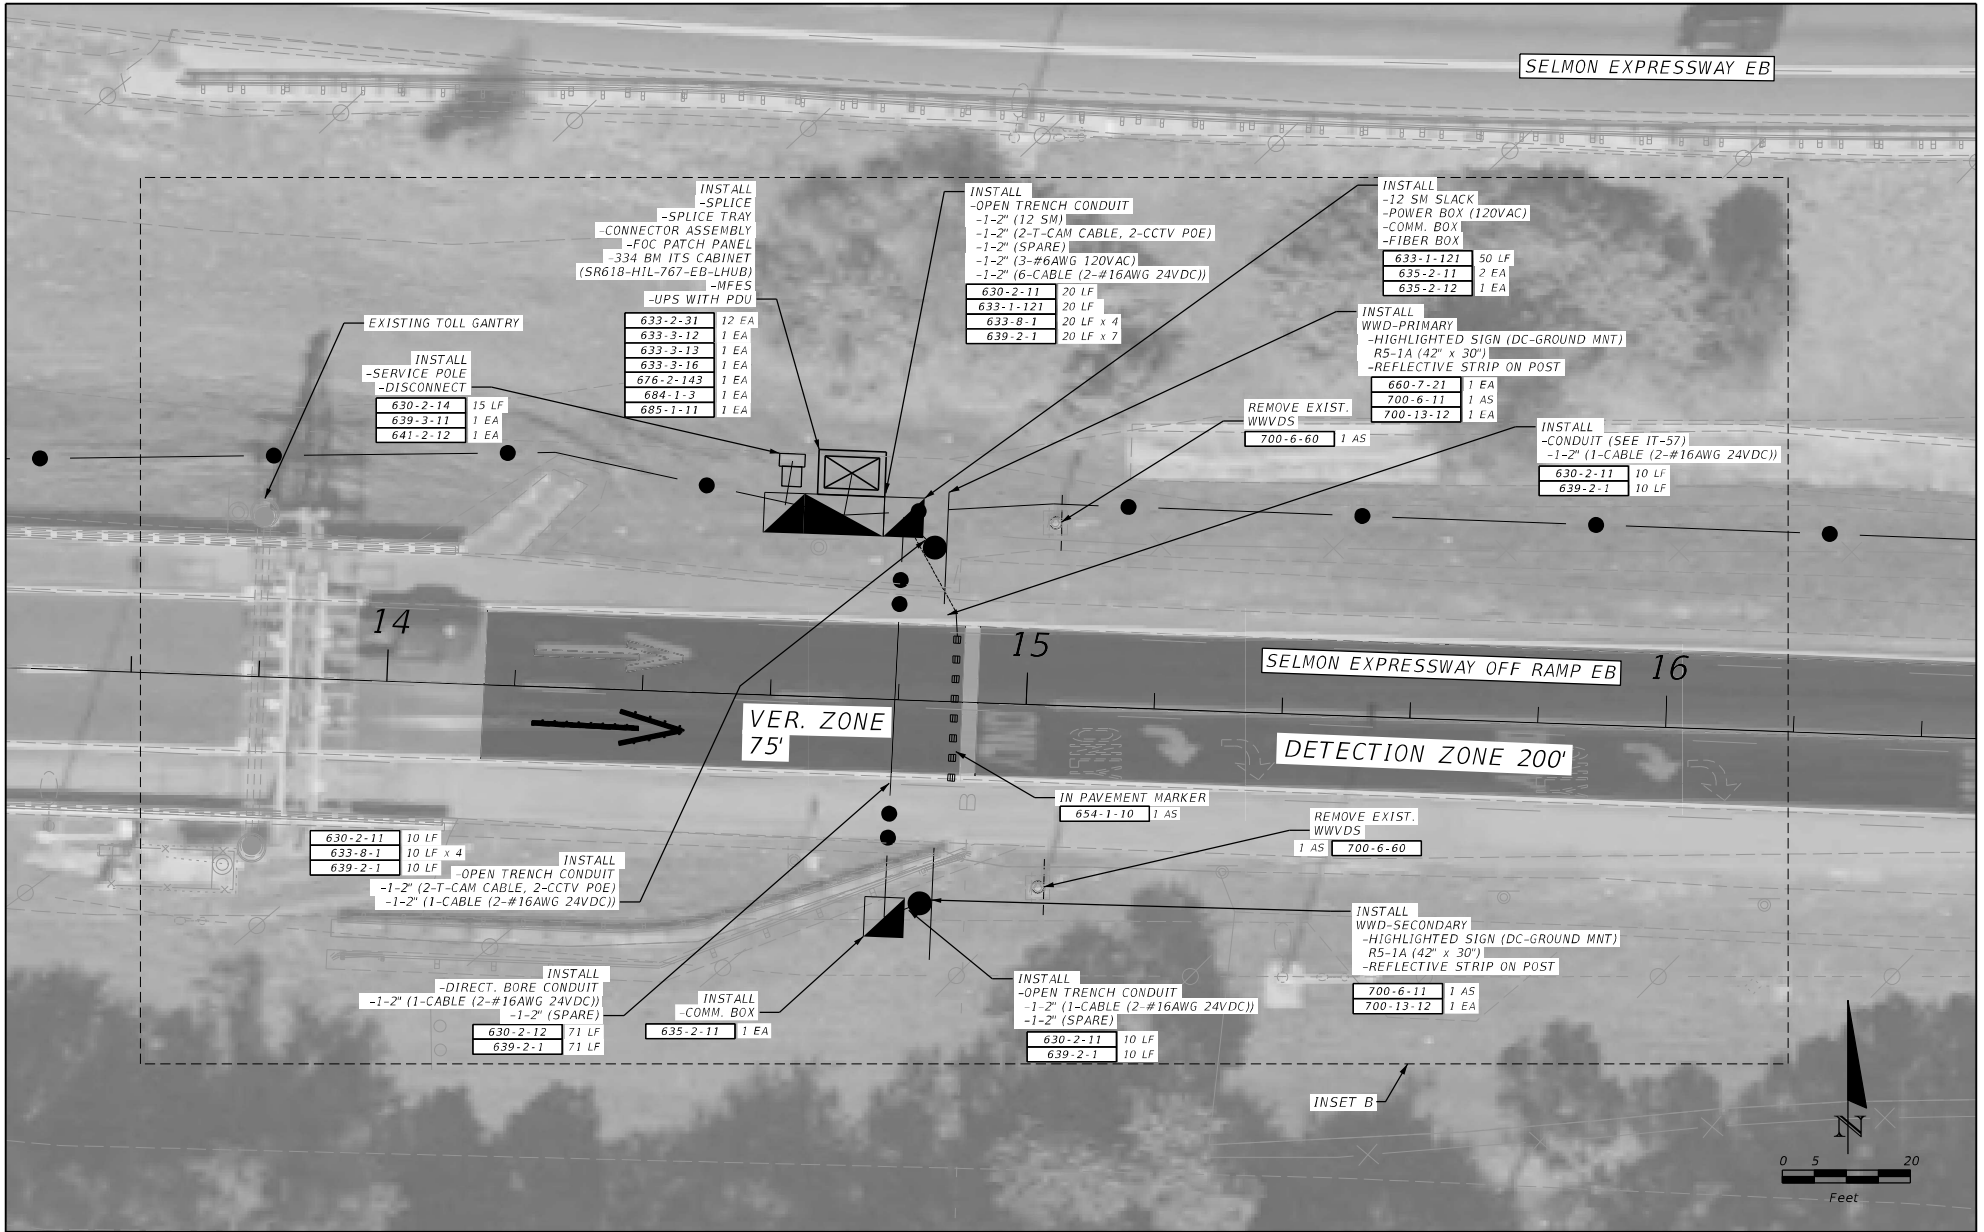 SELMON EXPRESSWAY EB
INSTALL
-SPLICE
-SPLICE TRAY
-CONNECTOR ASSEMBLY
-FOC PATCH PANEL
-334 BM ITS CABINET
(SR618-HIL-767-EB-LHUB)
-MFES
-UPS WITH PDU
633-2-31 12 EA
633-3-12 1 EA
633-3-13 1 EA
633-3-16 1 EA
676-2-143 1 EA
684-1-3 1 EA
685-1-11 1 EA
INSTALL
-OPEN TRENCH CONDUIT
-1-2" (12 SM)
-1-2" (2-T-CAM CABLE, 2-CCTV POE)
-1-2" (SPARE)
-1-2" (3-#6AWG 120VAC)
-1-2" (6-CABLE (2-#16AWG 24VDC))
630-2-11 20 LF
633-1-121 20 LF
633-8-1 20 LF x 4
639-2-1 20 LF x 7
INSTALL
-12 SM SLACK
-POWER BOX (120VAC)
-COMM. BOX
-FIBER BOX
633-1-121 50 LF
635-2-11 2 EA
635-2-12 1 EA
INSTALL
WWD-PRIMARY
-HIGHLIGHTED SIGN (DC-GROUND MNT)
R5-1A (42" x 30")
-REFLECTIVE STRIP ON POST
660-7-21 1 EA
700-6-11 1 AS
700-13-12 1 EA
EXISTING TOLL GANTRY
INSTALL
-SERVICE POLE
-DISCONNECT
630-2-14 15 LF
639-3-11 1 EA
641-2-12 1 EA
REMOVE EXIST.
WWVDS
700-6-60 1 AS
INSTALL
-CONDUIT (SEE IT-57)
-1-2" (1-CABLE (2-#16AWG 24VDC))
630-2-11 10 LF
639-2-1 10 LF
14
15
16
SELMON EXPRESSWAY OFF RAMP EB
VER. ZONE
75'
DETECTION ZONE 200'
IN PAVEMENT MARKER
654-1-10 1 AS
REMOVE EXIST.
WWVDS
1 AS 700-6-60
630-2-11 10 LF
633-8-1 10 LF x 4
639-2-1 10 LF
INSTALL
-OPEN TRENCH CONDUIT
-1-2" (2-T-CAM CABLE, 2-CCTV POE)
-1-2" (1-CABLE (2-#16AWG 24VDC))
INSTALL
WWD-SECONDARY
-HIGHLIGHTED SIGN (DC-GROUND MNT)
R5-1A (42" x 30")
-REFLECTIVE STRIP ON POST
700-6-11 1 AS
700-13-12 1 EA
INSTALL
-DIRECT. BORE CONDUIT
-1-2" (1-CABLE (2-#16AWG 24VDC))
-1-2" (SPARE)
630-2-12 71 LF
639-2-1 71 LF
INSTALL
-COMM. BOX
635-2-11 1 EA
INSTALL
-OPEN TRENCH CONDUIT
-1-2" (1-CABLE (2-#16AWG 24VDC))
-1-2" (SPARE)
630-2-11 10 LF
639-2-1 10 LF
INSET B
N
0 5 20
Feet